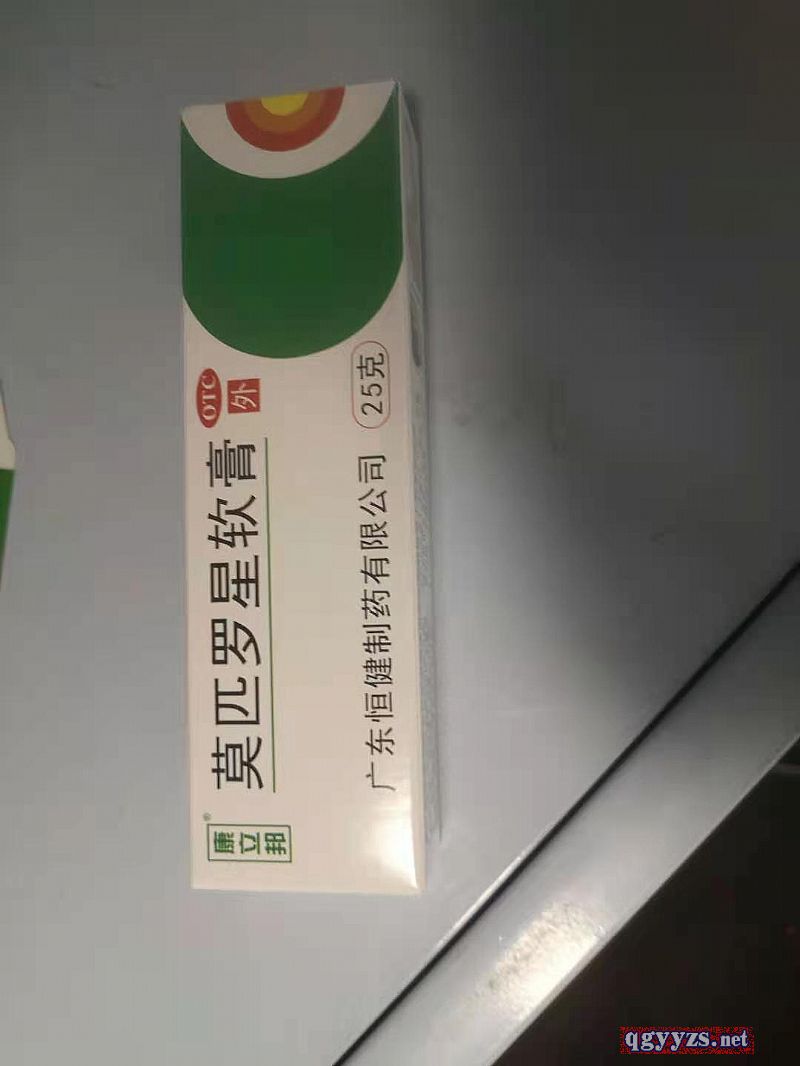 康立邦®
莫匹罗星软膏
OTC
外
广东恒健制药有限公司
25克
qgyyzs.net